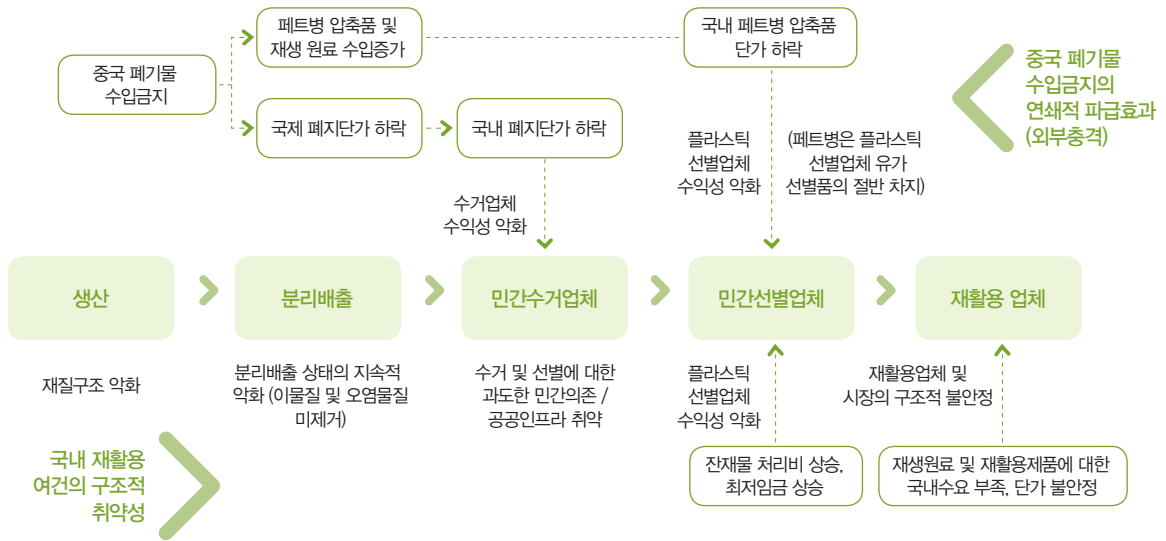 페트병 압축품 및
재생 원료 수입증가
국내 페트병 압축품
단가 하락
중국 폐기물
수입금지
중국 폐기물
수입금지의
연쇄적 파급효과
(외부충격)
국제 폐지단가 하락
국내 폐지단가 하락
플라스틱
선별업체
수익성 악화
(페트병은 플라스틱
선별업체 유가
선별품의 절반 차지)
수거업체
수익성 악화
생산
분리배출
민간수거업체
민간선별업체
재활용 업체
재질구조 악화
분리배출 상태의 지속적
악화 (이물질 및 오염물질
미제거)
수거 및 선별에 대한
과도한 민간의존 /
공공인프라 취약
플라스틱
선별업체
수익성 악화
재활용업체 및
시장의 구조적 불안정
국내 재활용
여건의 구조적
취약성
잔재물 처리비 상승,
최저임금 상승
재생원료 및 재활용제품에 대한
국내수요 부족, 단가 불안정